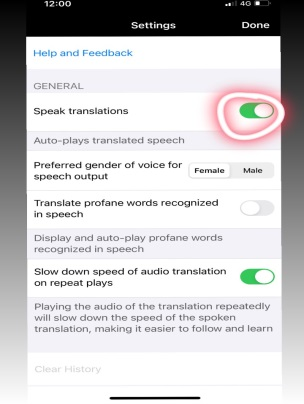 12:00
4G
Settings
Done
Help and Feedback
GENERAL
Speak translations
Auto-plays translated speech
Preferred gender of voice for
speech output
Female
Male
Translate profane words recognized
in speech
Display and auto-play profane words
recognized in speech
Slow down speed of audio translation
on repeat plays
Playing the audio of the translation repeatedly
will slow down the speed of the spoken
translation, making it easier to follow and learn
Clear History